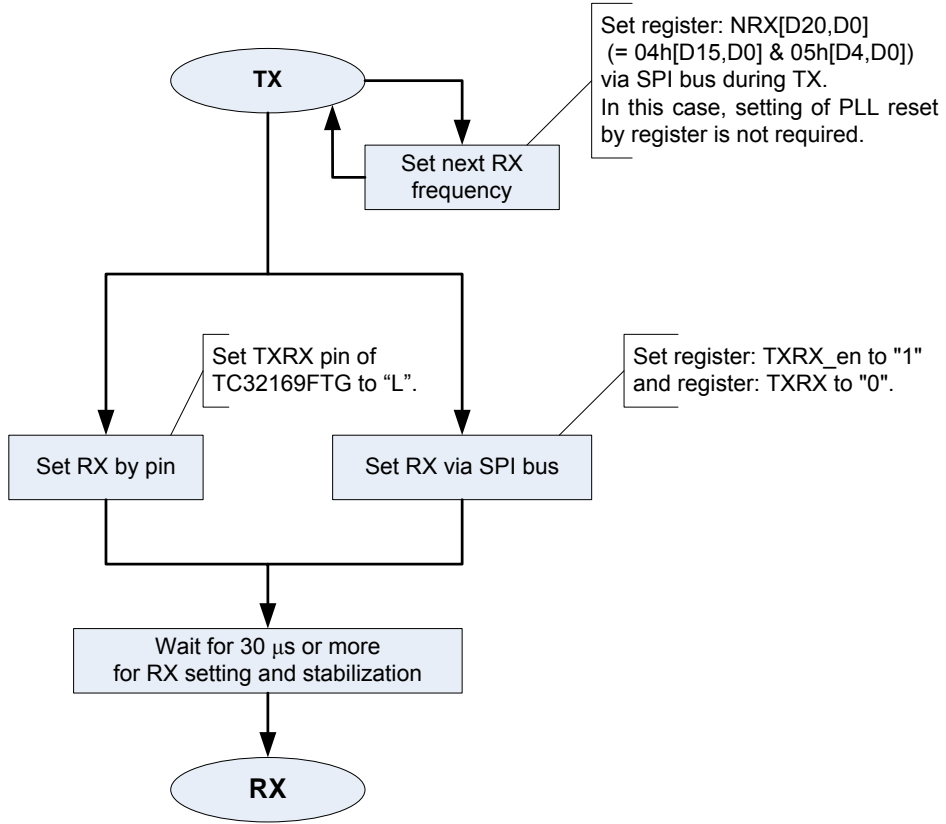 Set register: NRX[D20,D0]
(= 04h[D15,D0] & 05h[D4,D0])
via SPI bus during TX.
In this case, setting of PLL reset
by register is not required.
TX
Set next RX
frequency
Set TXRX pin of
TC32169FTG to “L”.
Set register: TXRX_en to "1"
and register: TXRX to "0".
Set RX by pin
Set RX via SPI bus
Wait for 30 μs or more
for RX setting and stabilization
RX